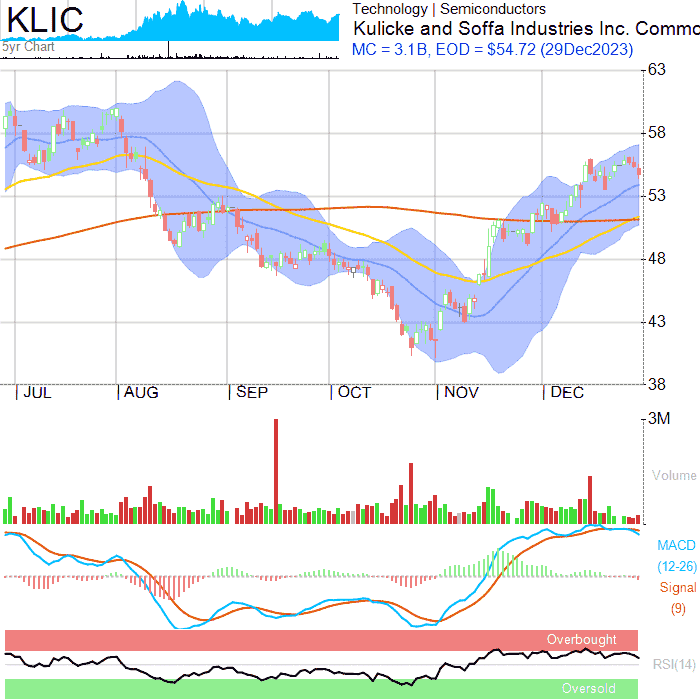 KLIC
5yr Chart
Technology | Semiconductors
Kulicke and Soffa Industries Inc. Commo
MC = 3.1B, EOD = $54.72 (29Dec2023)
63
58
53
48
43
38
JUL AUG SEP OCT NOV DEC
3M
Volume
MACD
(12-26)
Signal
(9)
Overbought
RSI(14)
Oversold